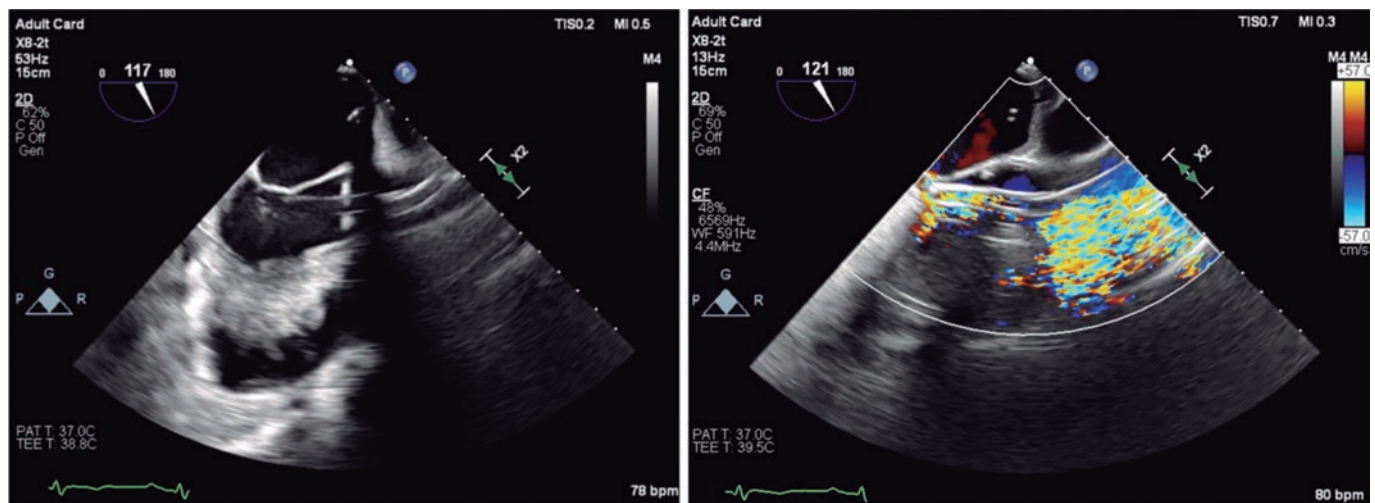 Adult Card
TIS0.2 MI 0.5
X8-2t
53Hz
15cm
M4
0 117 180
P
2D
62%
C 50
P Off
Gen
X2
G
P R
PAT T: 37.0C
TEE T: 38.8C
78 bpm
Adult Card
TIS0.7 MI 0.3
X8-2t
13Hz
15cm
M4 M4
+57.0
0 121 180
P
2D
69%
C 50
P Off
Gen
X2
CF
48%
6569Hz
WF 591Hz
4.4MHz
-57.0
cm/s
G
P R
PAT T: 37.0C
TEE T: 39.5C
80 bpm